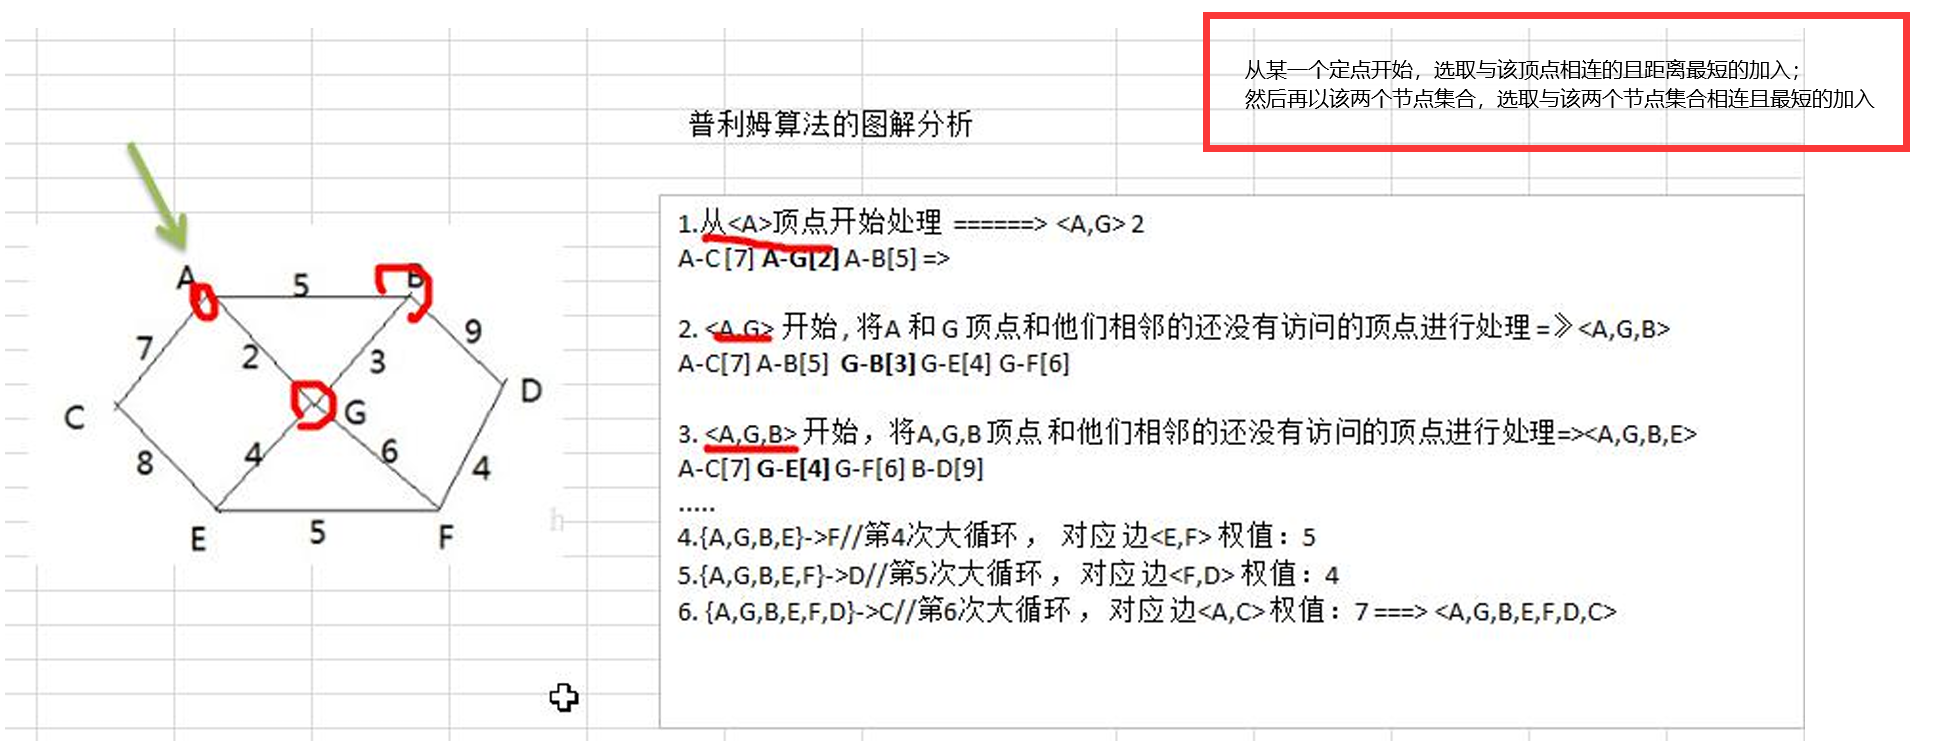 从某一个定点开始，选取与该顶点相连的且距离最短的加入；
然后再以该两个节点集合，选取与该两个节点集合相连且最短的加入
普利姆算法的图解分析
1.从<A>顶点开始处理 ======> <A,G> 2
A-C [7] A-G[2] A-B[5] =>
2. <A,G> 开始 , 将A 和 G 顶点和他们相邻的还没有访问的顶点进行处理 =》<A,G,B>
A-C[7] A-B[5] G-B[3] G-E[4] G-F[6]
3. <A,G,B> 开始，将A,G,B 顶点 和他们相邻的还没有访问的顶点进行处理=><A,G,B,E>
A-C[7] G-E[4] G-F[6] B-D[9]
.....
4.{A,G,B,E}->F//第4次大循环 ， 对应 边<E,F> 权值：5
5.{A,G,B,E,F}->D//第5次大循环 ， 对应边<F,D> 权值：4
6. {A,G,B,E,F,D}->C//第6次大循环 ， 对应边<A,C> 权值：7 ===> <A,G,B,E,F,D,C>
A
5
B
7
2
3
9
C
G
D
8
4
6
4
E
5
F
h